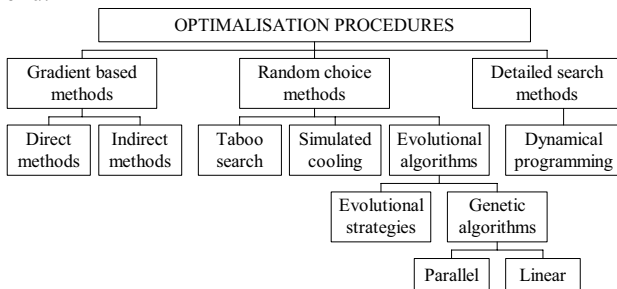 OPTIMALISATION PROCEDURES
Gradient based
methods
Random choice
methods
Detailed search
methods
Direct
methods
Indirect
methods
Taboo
search
Simulated
cooling
Evolutional
algorithms
Dynamical
programming
Evolutional
strategies
Genetic
algorithms
Parallel
Linear